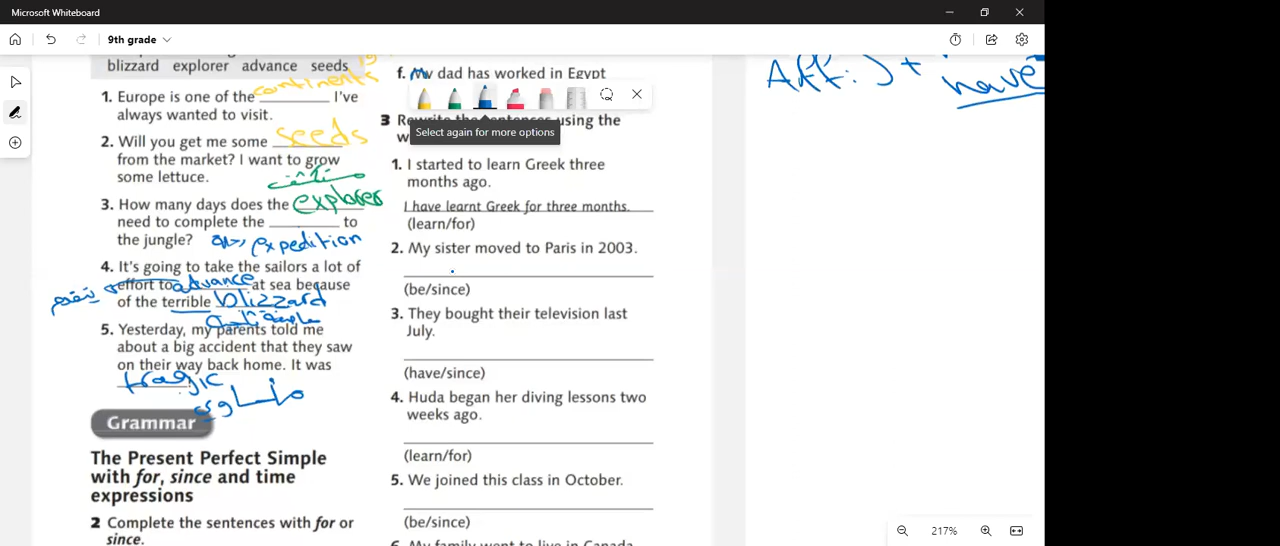 Microsoft Whiteboard
9th grade
blizzard explorer advance seeds
continents
1. Europe is one of the ________ I've
always wanted to visit.
2. Will you get me some seeds
from the market? I want to grow
some lettuce.
3. How many days does the explorer
need to complete the ________ to
the jungle? expedition
4. It's going to take the sailors a lot of
effort to advance at sea because
of the terrible blizzard
5. Yesterday, my parents told me
about a big accident that they saw
on their way back home. It was
tragic
مأساوي
Grammar
The Present Perfect Simple
with for, since and time
expressions
2 Complete the sentences with for or
since.
f. My dad has worked in Egypt
Select again for more options
3 Rewrite the sentences using the
1. I started to learn Greek three
months ago.
I have learnt Greek for three months.
(learn/for)
2. My sister moved to Paris in 2003.
(be/since)
3. They bought their television last
July.
(have/since)
4. Huda began her diving lessons two
weeks ago.
(learn/for)
5. We joined this class in October.
(be/since)
6. My family went to live in Canada
Aff: S +
have
217%